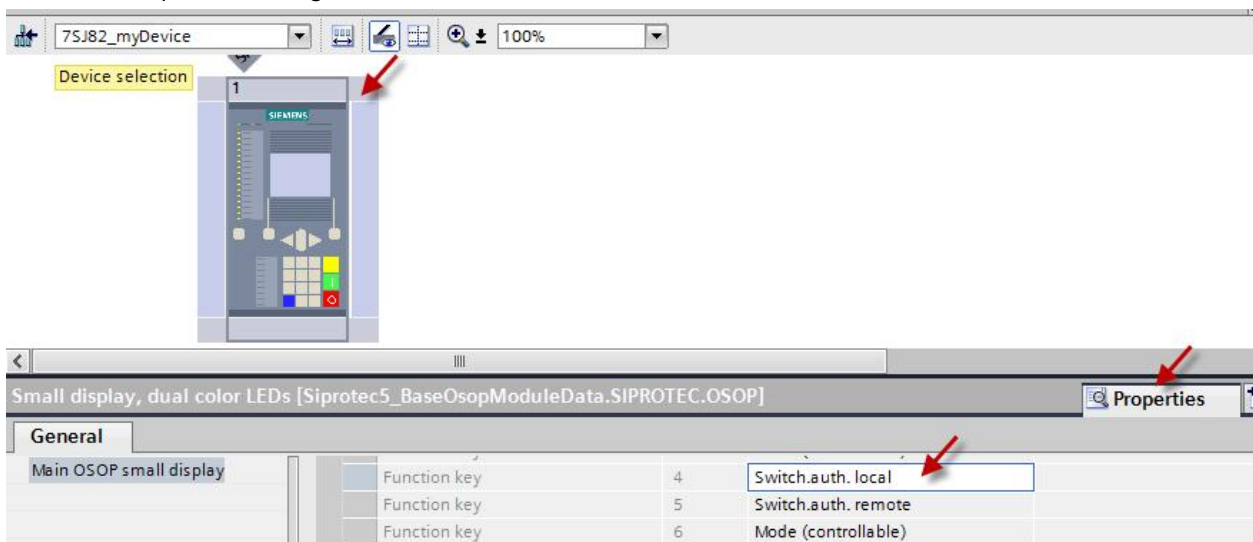 7SJ82_myDevice
100%
Device selection
1
SIEMENS
Small display, dual color LEDs [Siprotec5_BaseOsopModuleData.SIPROTEC.OSOP]
Properties
General
Main OSOP small display
Function key 4 Switch.auth. local
Function key 5 Switch.auth. remote
Function key 6 Mode (controllable)